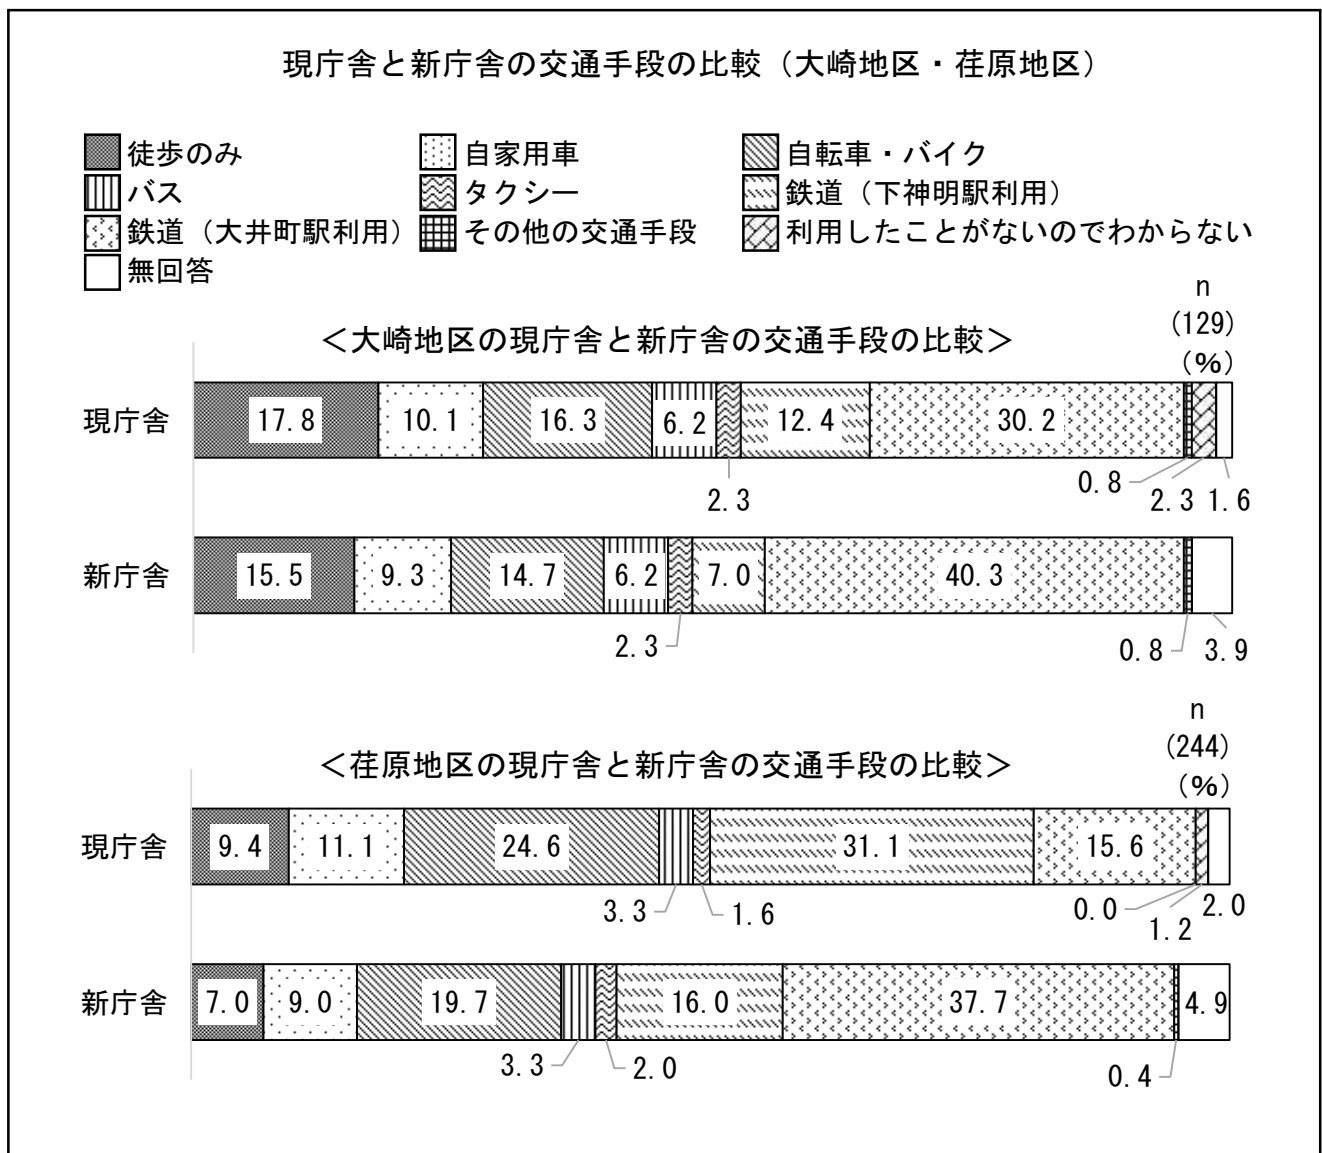 現庁舎と新庁舎の交通手段の比較（大崎地区・荏原地区）
徒歩のみ 自家用車 自転車・バイク
バス タクシー 鉄道（下神明駅利用）
鉄道（大井町駅利用） その他の交通手段 利用したことがないのでわからない
無回答
n
(129)
(%)
＜大崎地区の現庁舎と新庁舎の交通手段の比較＞
現庁舎 17.8 10.1 16.3 6.2 12.4 30.2
2.3 0.8 2.3 1.6
新庁舎 15.5 9.3 14.7 6.2 7.0 40.3
2.3 0.8 3.9
n
(244)
(%)
＜荏原地区の現庁舎と新庁舎の交通手段の比較＞
現庁舎 9.4 11.1 24.6 31.1 15.6
3.3 1.6 0.0 1.2 2.0
新庁舎 7.0 9.0 19.7 16.0 37.7 4.9
3.3 2.0 0.4